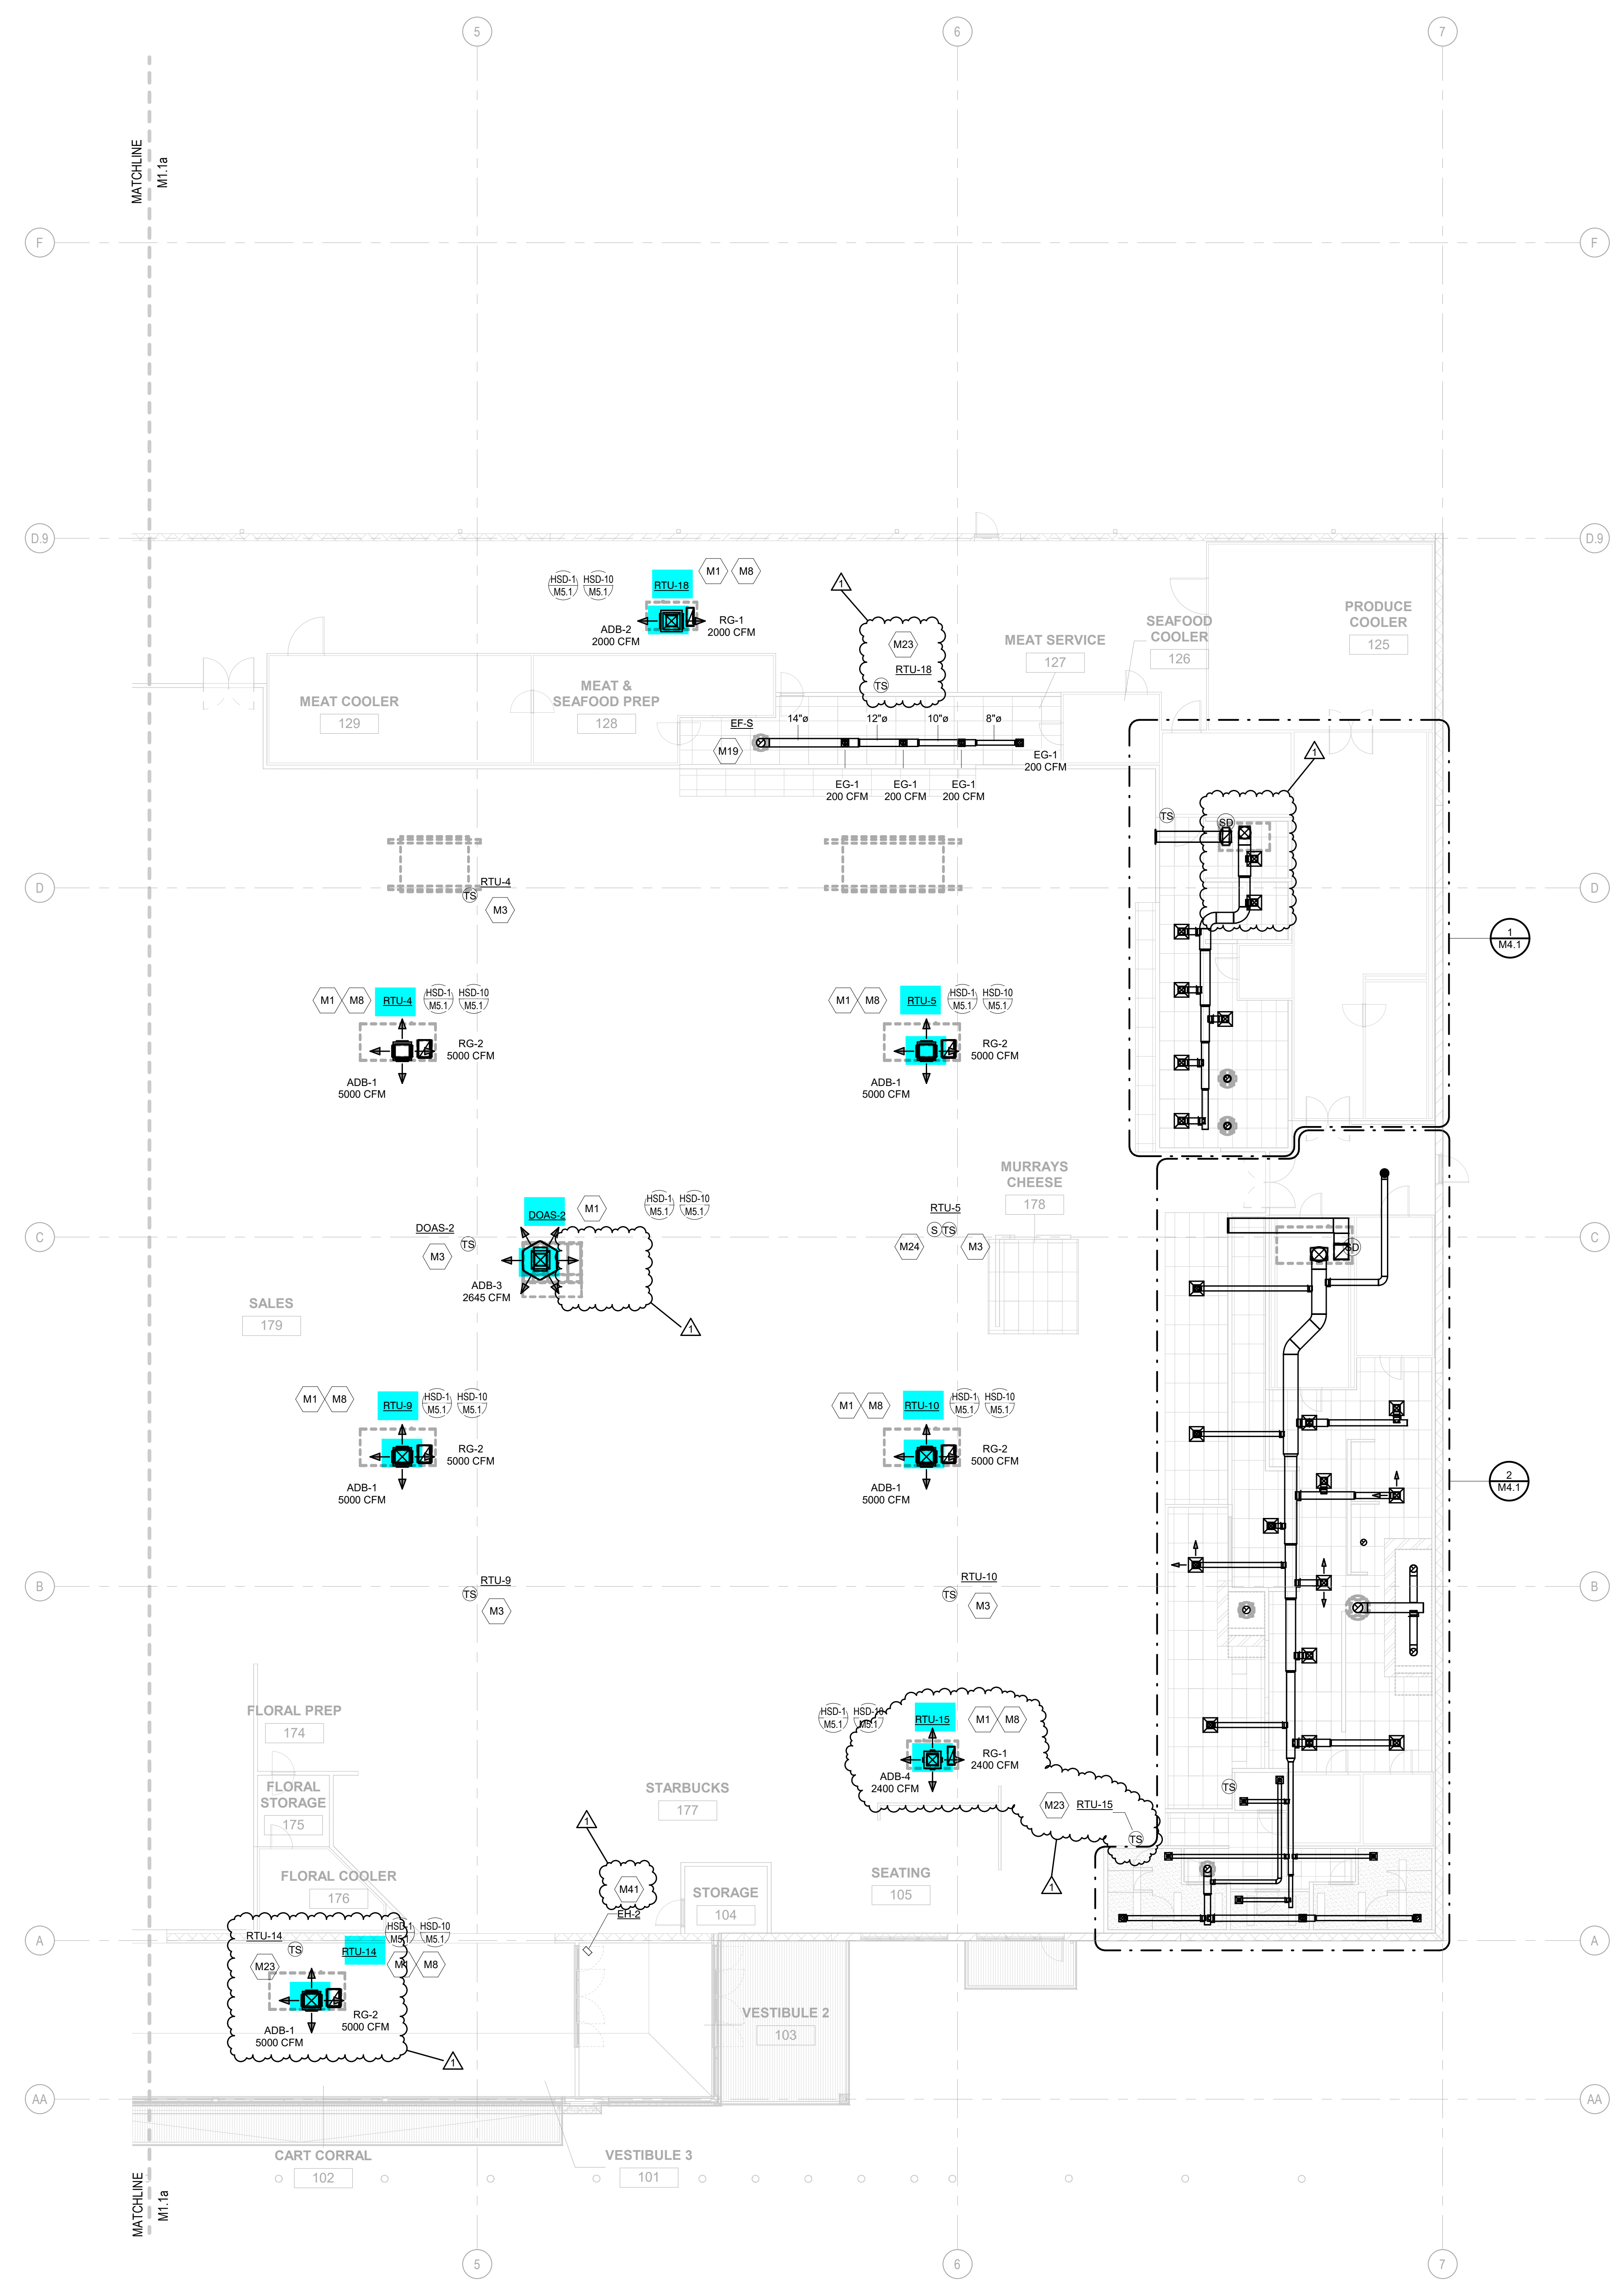 5
6
7
MATCHLINE
M1.1a
F
F
D.9
D.9
HSD-1
M5.1
HSD-10
M5.1
RTU-18
M1
M8
ADB-2
2000 CFM
RG-1
2000 CFM
1
M23
RTU-18
TS
MEAT SERVICE
127
SEAFOOD
COOLER
126
PRODUCE
COOLER
125
MEAT COOLER
129
MEAT &
SEAFOOD PREP
128
EF-S
M19
14"ø
12"ø
10"ø
8"ø
EG-1
200 CFM
EG-1
200 CFM
EG-1
200 CFM
EG-1
200 CFM
1
TS
SD
D
D
RTU-4
TS
M3
1
M4.1
M1
M8
RTU-4
HSD-1
M5.1
HSD-10
M5.1
RG-2
5000 CFM
ADB-1
5000 CFM
M1
M8
RTU-5
HSD-1
M5.1
HSD-10
M5.1
RG-2
5000 CFM
ADB-1
5000 CFM
MURRAYS
CHEESE
178
DOAS-2
M1
HSD-1
M5.1
HSD-10
M5.1
C
C
DOAS-2
TS
M3
ADB-3
2645 CFM
1
RTU-5
S
TS
M24
M3
SD
SALES
179
M1
M8
RTU-9
HSD-1
M5.1
HSD-10
M5.1
RG-2
5000 CFM
ADB-1
5000 CFM
M1
M8
RTU-10
HSD-1
M5.1
HSD-10
M5.1
RG-2
5000 CFM
ADB-1
5000 CFM
2
M4.1
B
B
RTU-9
TS
M3
RTU-10
TS
M3
FLORAL PREP
174
FLORAL
STORAGE
175
FLORAL COOLER
176
STARBUCKS
177
HSD-1
M5.1
HSD-10
M5.1
RTU-15
M1
M8
RG-1
2400 CFM
ADB-4
2400 CFM
M23
RTU-15
TS
1
TS
1
M41
EH-2
STORAGE
104
SEATING
105
A
A
RTU-14
TS
M23
RTU-14
HSD-1
M5.1
HSD-10
M5.1
M1
M8
RG-2
5000 CFM
ADB-1
5000 CFM
1
VESTIBULE 2
103
AA
AA
CART CORRAL
102
VESTIBULE 3
101
MATCHLINE
M1.1a
5
6
7